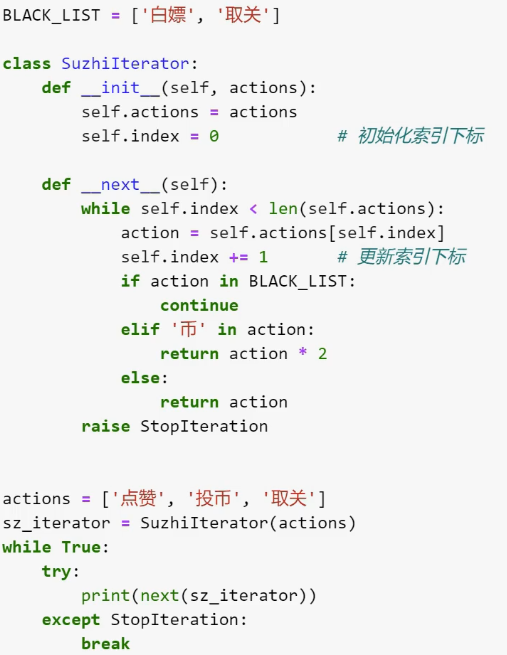 BLACK_LIST = ['白嫖', '取关']
class SuzhiIterator:
    def __init__(self, actions):
        self.actions = actions
        self.index = 0            # 初始化索引下标
    def __next__(self):
        while self.index < len(self.actions):
            action = self.actions[self.index]
            self.index += 1       # 更新索引下标
            if action in BLACK_LIST:
                continue
            elif '币' in action:
                return action * 2
            else:
                return action
        raise StopIteration
actions = ['点赞', '投币', '取关']
sz_iterator = SuzhiIterator(actions)
while True:
    try:
        print(next(sz_iterator))
    except StopIteration:
        break